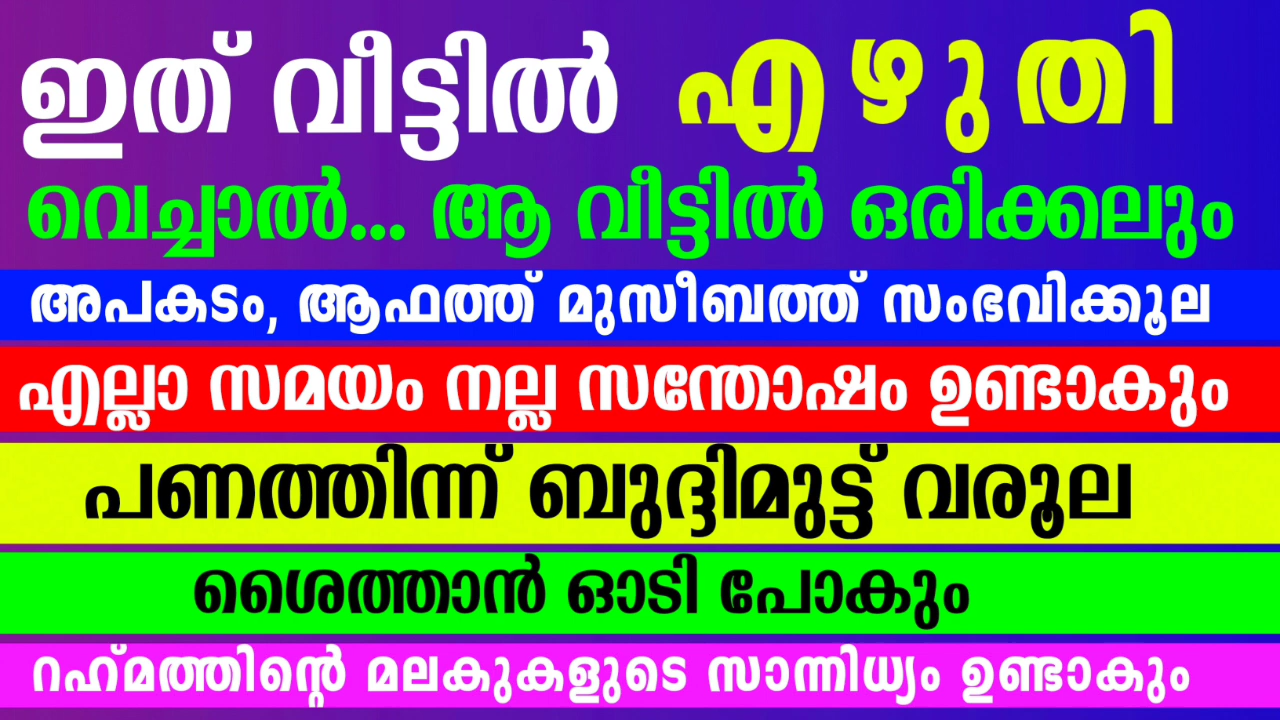 ഇത് വീട്ടിൽ എഴുതി
വെച്ചാൽ... ആ വീട്ടിൽ ഒരിക്കലും
അപകടം, ആഫത്ത് മുസീബത്ത് സംഭവിക്കൂല
എല്ലാ സമയം നല്ല സന്തോഷം ഉണ്ടാകും
പണത്തിന്ന് ബുദ്ദിമുട്ട് വരൂല
ശൈത്താൻ ഓടി പോകും
റഹ്‌മത്തിന്റെ മലകുകളുടെ സാന്നിധ്യം ഉണ്ടാകും